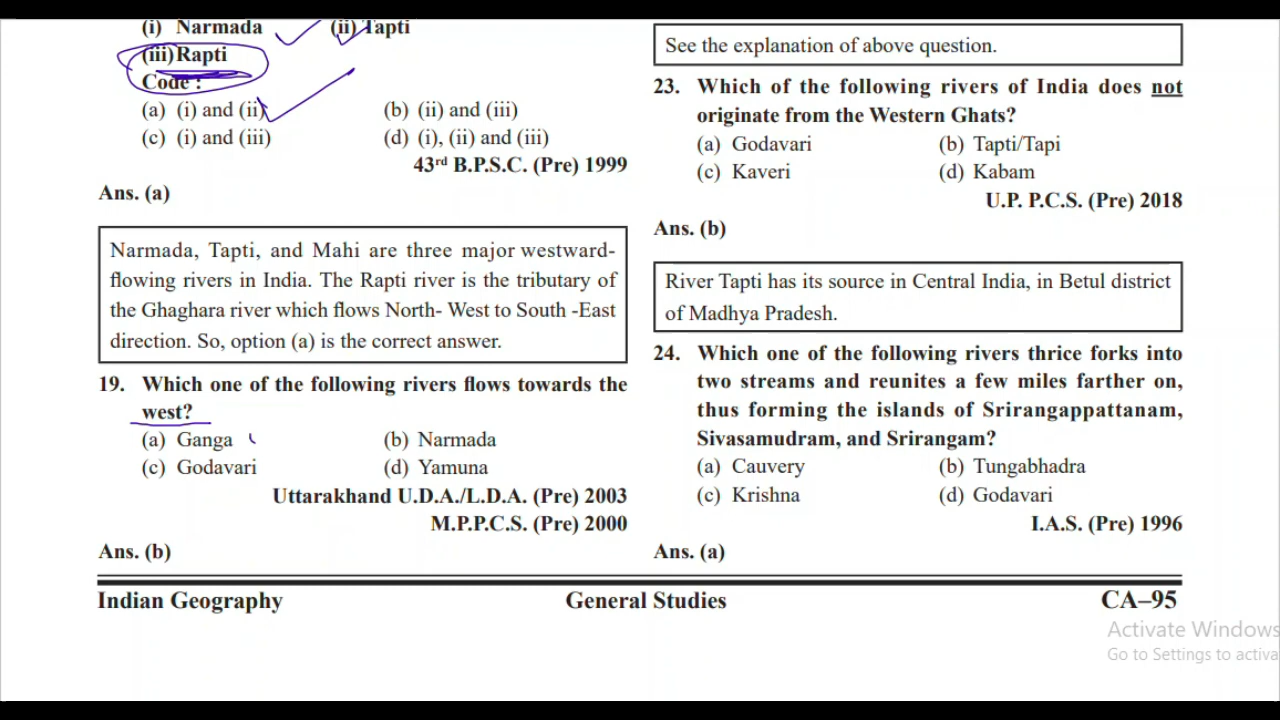 (i) Narmada (ii) Tapti
(iii) Rapti
Code :
(a) (i) and (ii) (b) (ii) and (iii)
(c) (i) and (iii) (d) (i), (ii) and (iii)
43rd B.P.S.C. (Pre) 1999
Ans. (a)
Narmada, Tapti, and Mahi are three major westward-
flowing rivers in India. The Rapti river is the tributary of
the Ghaghara river which flows North- West to South -East
direction. So, option (a) is the correct answer.
19. Which one of the following rivers flows towards the
west?
(a) Ganga (b) Narmada
(c) Godavari (d) Yamuna
Uttarakhand U.D.A./L.D.A. (Pre) 2003
M.P.P.C.S. (Pre) 2000
Ans. (b)
See the explanation of above question.
23. Which of the following rivers of India does not
originate from the Western Ghats?
(a) Godavari (b) Tapti/Tapi
(c) Kaveri (d) Kabam
U.P. P.C.S. (Pre) 2018
Ans. (b)
River Tapti has its source in Central India, in Betul district
of Madhya Pradesh.
24. Which one of the following rivers thrice forks into
two streams and reunites a few miles farther on,
thus forming the islands of Srirangappattanam,
Sivasamudram, and Srirangam?
(a) Cauvery (b) Tungabhadra
(c) Krishna (d) Godavari
I.A.S. (Pre) 1996
Ans. (a)
Indian Geography General Studies CA–95
Activate Windows
Go to Settings to activa